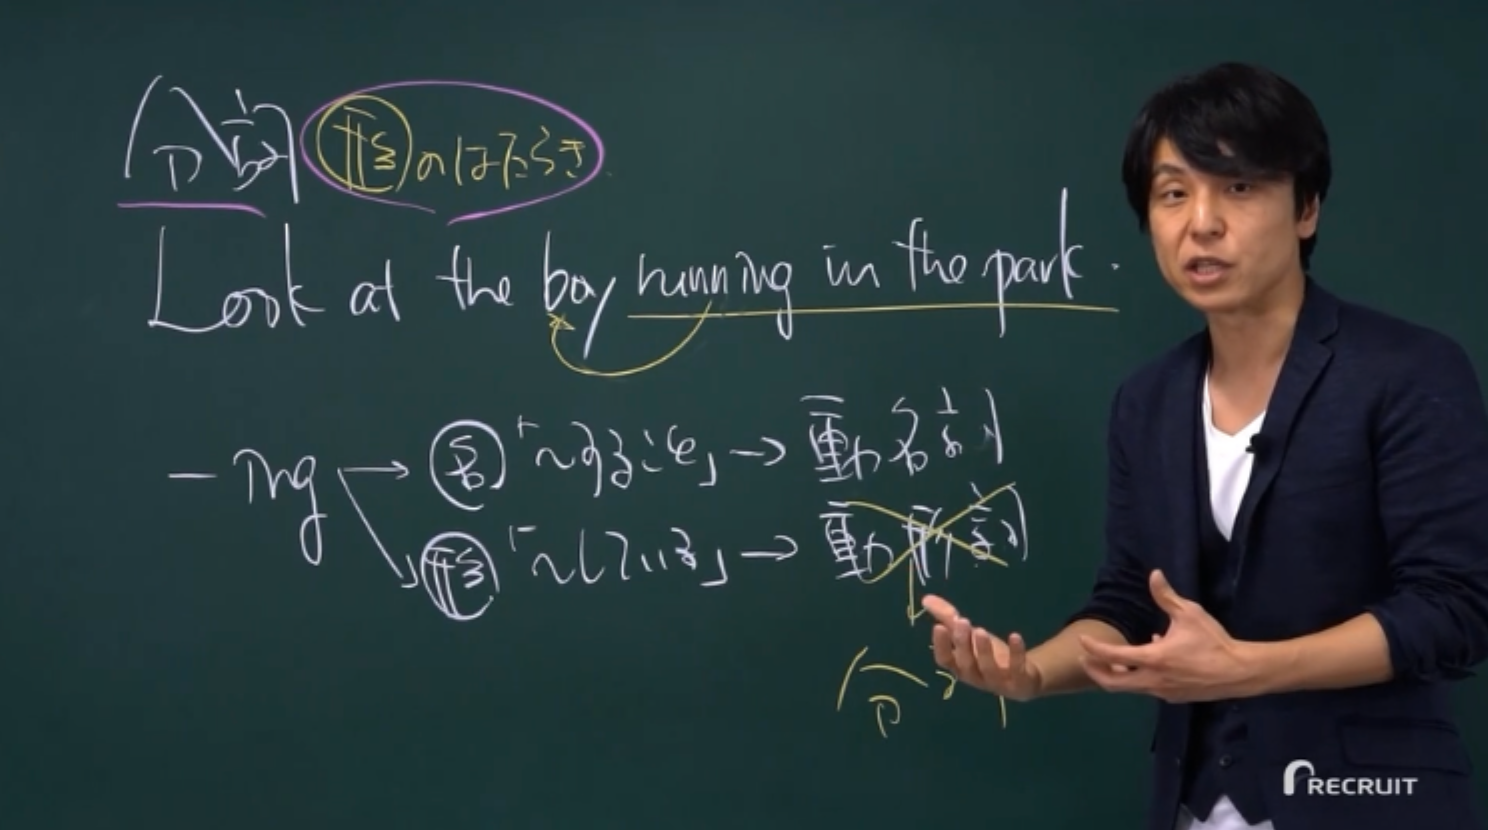 分詞 形のはたらき
Look at the boy running in the park.
-ing → 名「~すること」→ 動名詞
形「~している」→ 動形詞
分詞
RECRUIT